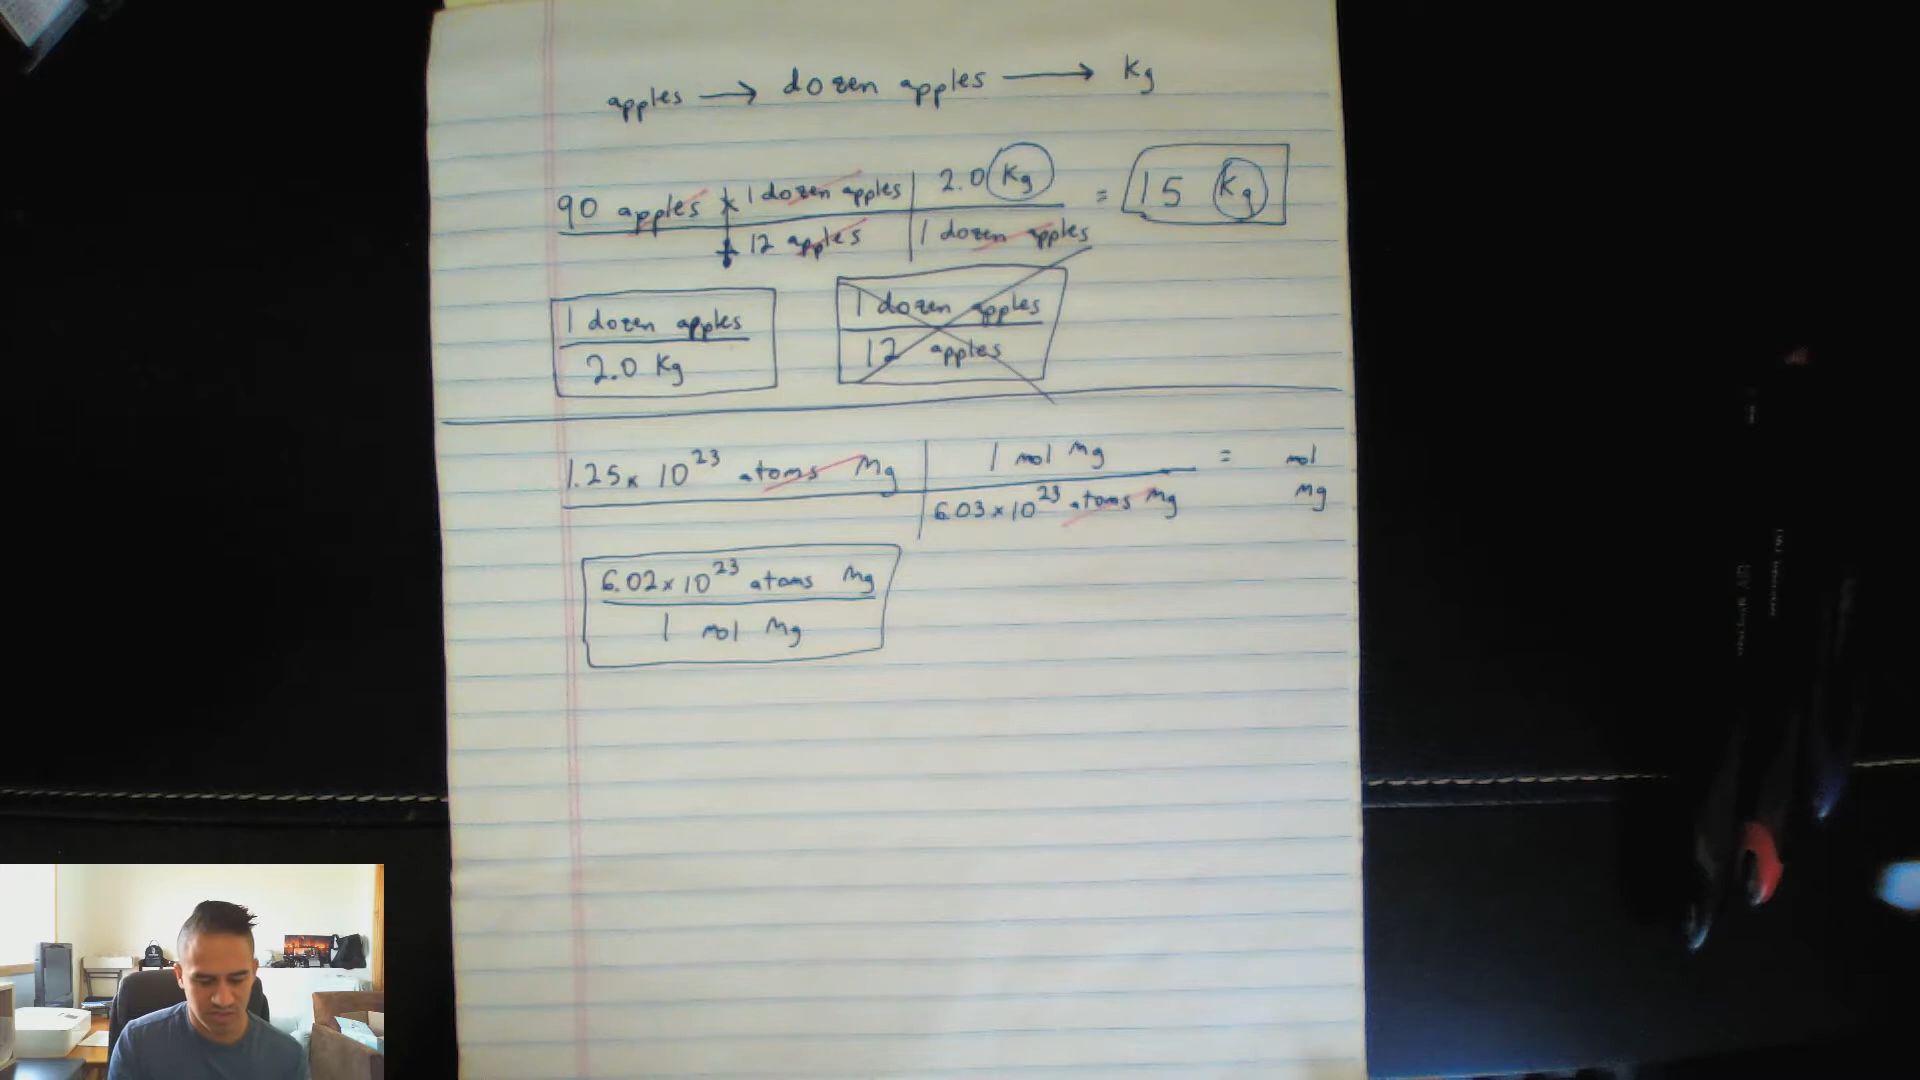 apples → dozen apples → Kg
90 apples x 1 dozen apples | 2.0 Kg = 15 Kg
12 apples | 1 dozen apples
1 dozen apples
2.0 Kg
1 dozen apples
12 apples
1.25 x 10^23 atoms Mg | 1 mol Mg = mol Mg
6.03 x 10^23 atoms Mg
6.02 x 10^23 atoms Mg
1 mol Mg